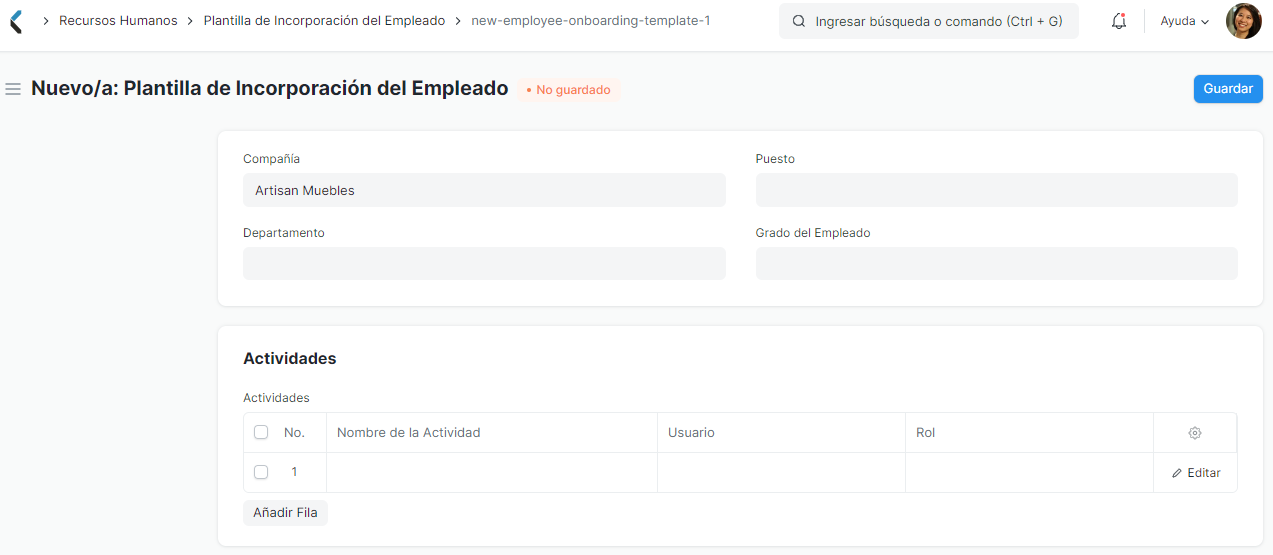 Recursos Humanos > Plantilla de Incorporación del Empleado > new-employee-onboarding-template-1
Ingresar búsqueda o comando (Ctrl + G)
Ayuda
Nuevo/a: Plantilla de Incorporación del Empleado
• No guardado
Guardar
Compañía
Artisan Muebles
Puesto
Departamento
Grado del Empleado
Actividades
Actividades
No. Nombre de la Actividad Usuario Rol
1 Editar
Añadir Fila